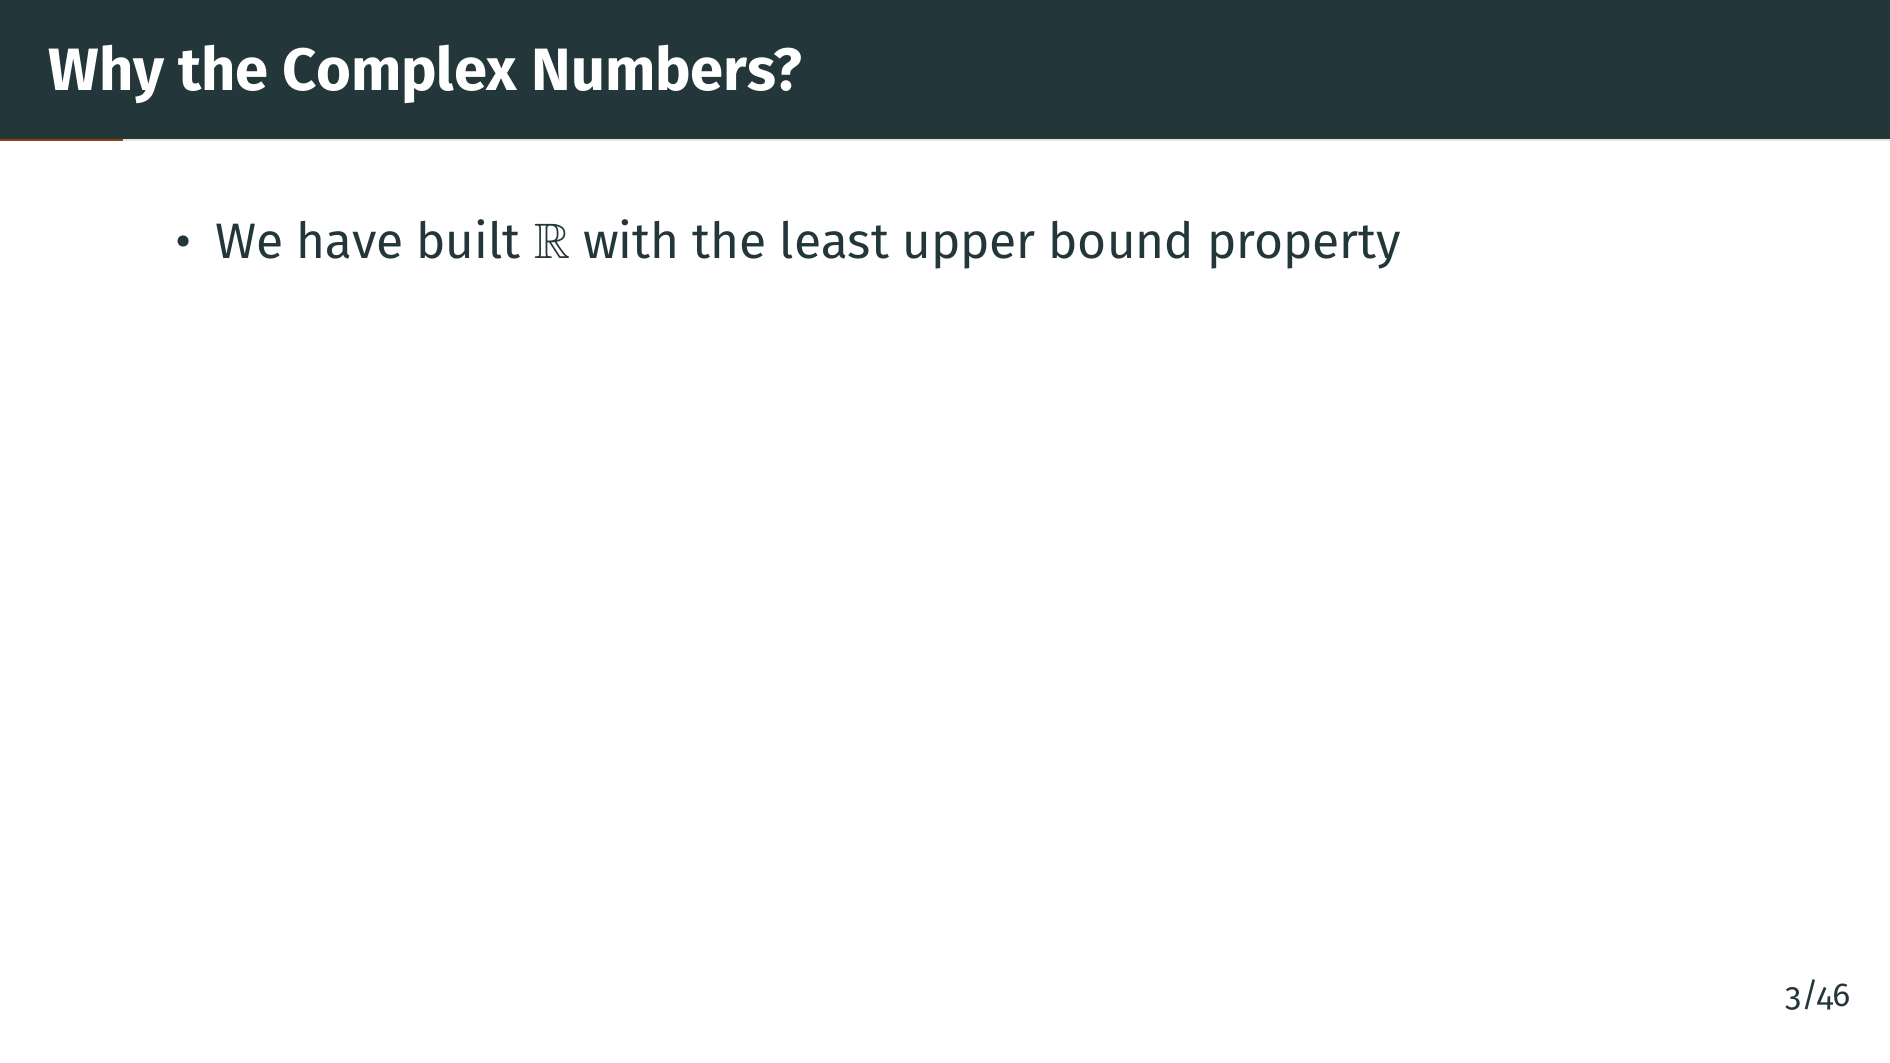 Why the Complex Numbers?
• We have built ℝ with the least upper bound property
3/46